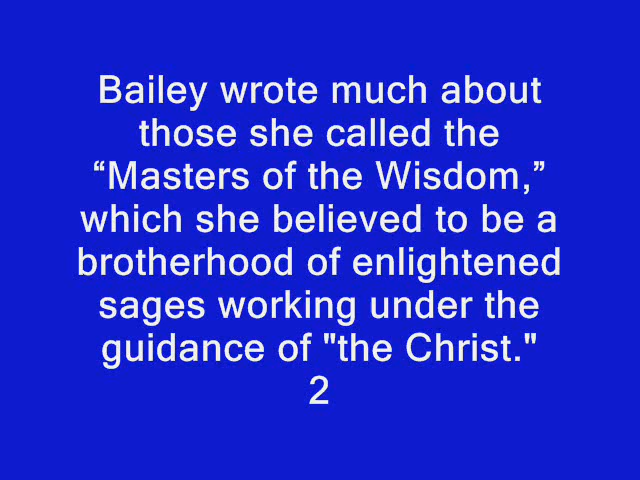 Bailey wrote much about
those she called the
“Masters of the Wisdom,”
which she believed to be a
brotherhood of enlightened
sages working under the
guidance of "the Christ."
2